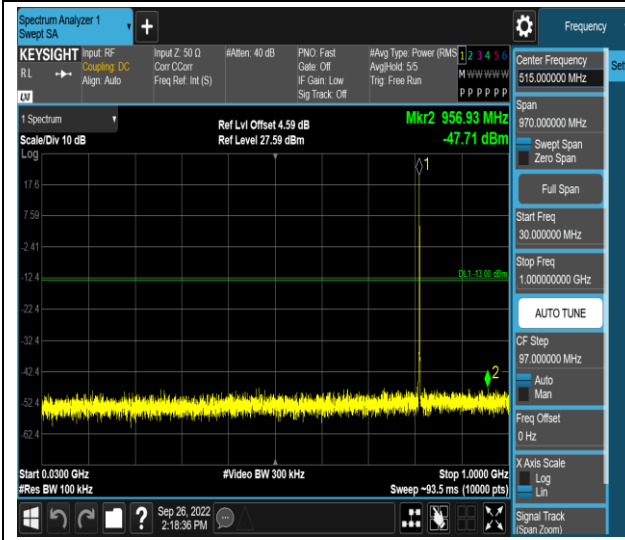 Spectrum Analyzer 1
Swept SA
Frequency
KEYSIGHT
RL
LXI
Input: RF
Coupling: DC
Align: Auto
Input Z: 50 Ω
Corr CCorr
Freq Ref: Int (S)
#Atten: 40 dB
PNO: Fast
Gate: Off
IF Gain: Low
Sig Track: Off
#Avg Type: Power (RMS
Avg|Hold: 5/5
Trig: Free Run
1 2 3 4 5 6
M W W W W W
P P P P P P
1 Spectrum
Scale/Div 10 dB
Log
Ref Lvl Offset 4.59 dB
Ref Level 27.59 dBm
Mkr2 956.93 MHz
-47.71 dBm
1
17.6
7.59
-2.41
-12.4
DL1 -13.00 dBm
-22.4
-32.4
-42.4
2
-52.4
-62.4
Start 0.0300 GHz
#Res BW 100 kHz
#Video BW 300 kHz
Stop 1.0000 GHz
Sweep ~93.5 ms (10000 pts)
?
Sep 26, 2022
2:18:36 PM
Center Frequency
515.000000 MHz
Set
Span
970.000000 MHz
Swept Span
Zero Span
Full Span
Start Freq
30.000000 MHz
Stop Freq
1.000000000 GHz
AUTO TUNE
CF Step
97.000000 MHz
Auto
Man
Freq Offset
0 Hz
X Axis Scale
Log
Lin
Signal Track
(Span Zoom)